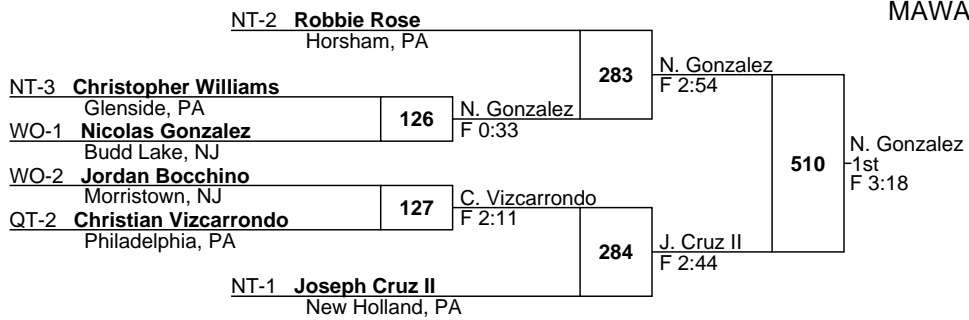 MAWA
NT-2 Robbie Rose
Horsham, PA
283
N. Gonzalez
F 2:54
NT-3 Christopher Williams
Glenside, PA
126
N. Gonzalez
F 0:33
WO-1 Nicolas Gonzalez
Budd Lake, NJ
510
N. Gonzalez
1st
F 3:18
WO-2 Jordan Bocchino
Morristown, NJ
127
C. Vizcarrondo
F 2:11
QT-2 Christian Vizcarrondo
Philadelphia, PA
284
J. Cruz II
F 2:44
NT-1 Joseph Cruz II
New Holland, PA